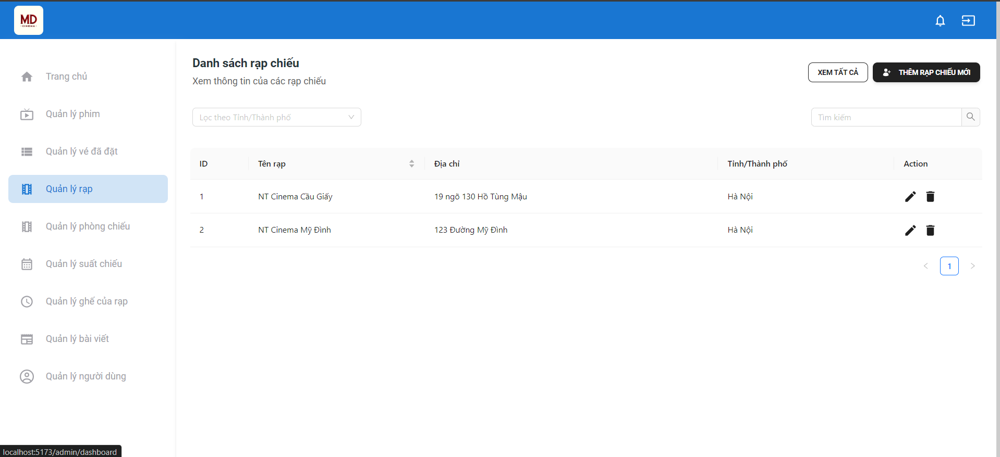 MD
CINEMA
Trang chủ
Quản lý phim
Quản lý vé đã đặt
Quản lý rạp
Quản lý phòng chiếu
Quản lý suất chiếu
Quản lý ghế của rạp
Quản lý bài viết
Quản lý người dùng
Danh sách rạp chiếu
Xem thông tin của các rạp chiếu
XEM TẤT CẢ
THÊM RẠP CHIẾU MỚI
Lọc theo Tỉnh/Thành phố
Tìm kiếm
ID Tên rạp Địa chỉ Tỉnh/Thành phố Action
1 NT Cinema Cầu Giấy 19 ngõ 130 Hồ Tùng Mậu Hà Nội
2 NT Cinema Mỹ Đình 123 Đường Mỹ Đình Hà Nội
1
localhost:5173/admin/dashboard